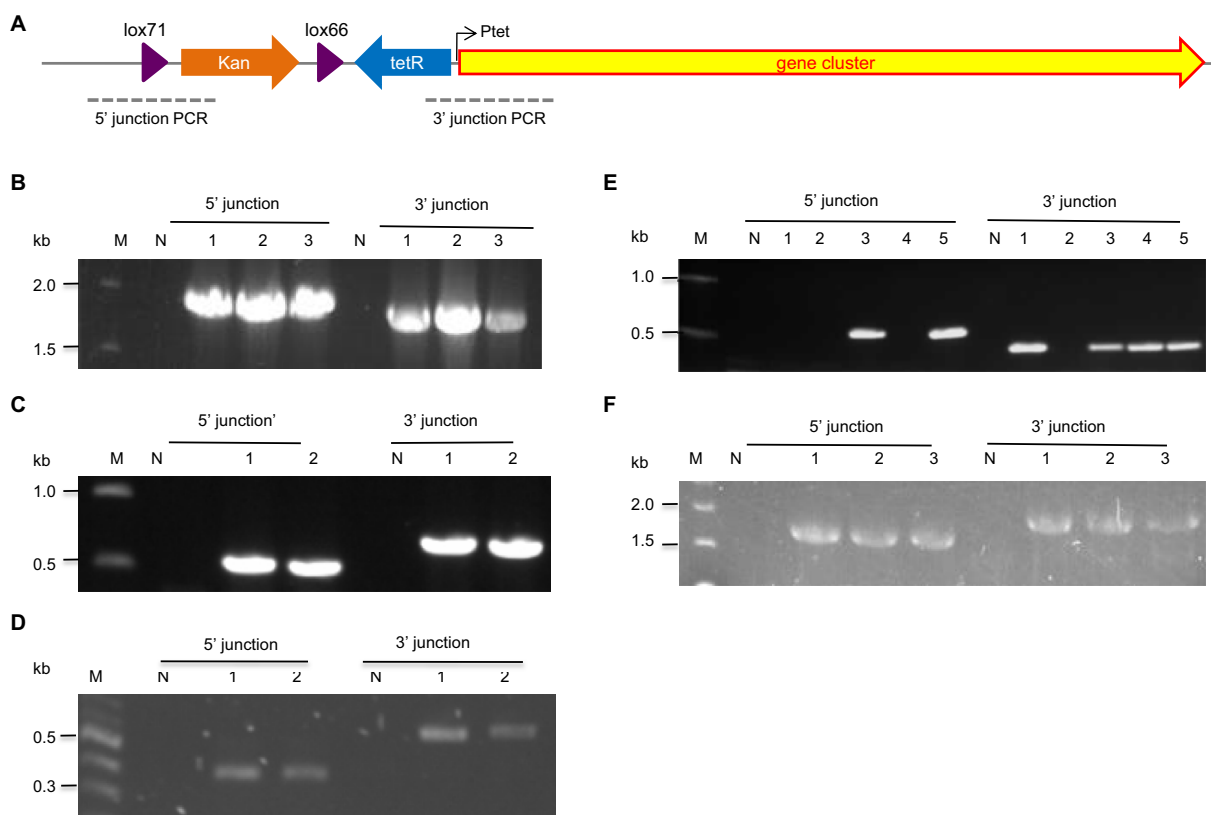 A
lox71
lox66
Ptet
Kan
tetR
gene cluster
5' junction PCR
3' junction PCR
B
5' junction
3' junction
kb
M N 1 2 3 N 1 2 3
2.0
1.5
C
5' junction'
3' junction
kb
M N 1 2 N 1 2
1.0
0.5
D
5' junction
3' junction
kb
M N 1 2 N 1 2
0.5
0.3
E
5' junction
3' junction
kb
M N 1 2 3 4 5 N 1 2 3 4 5
1.0
0.5
F
5' junction
3' junction
kb
M N 1 2 3 N 1 2 3
2.0
1.5